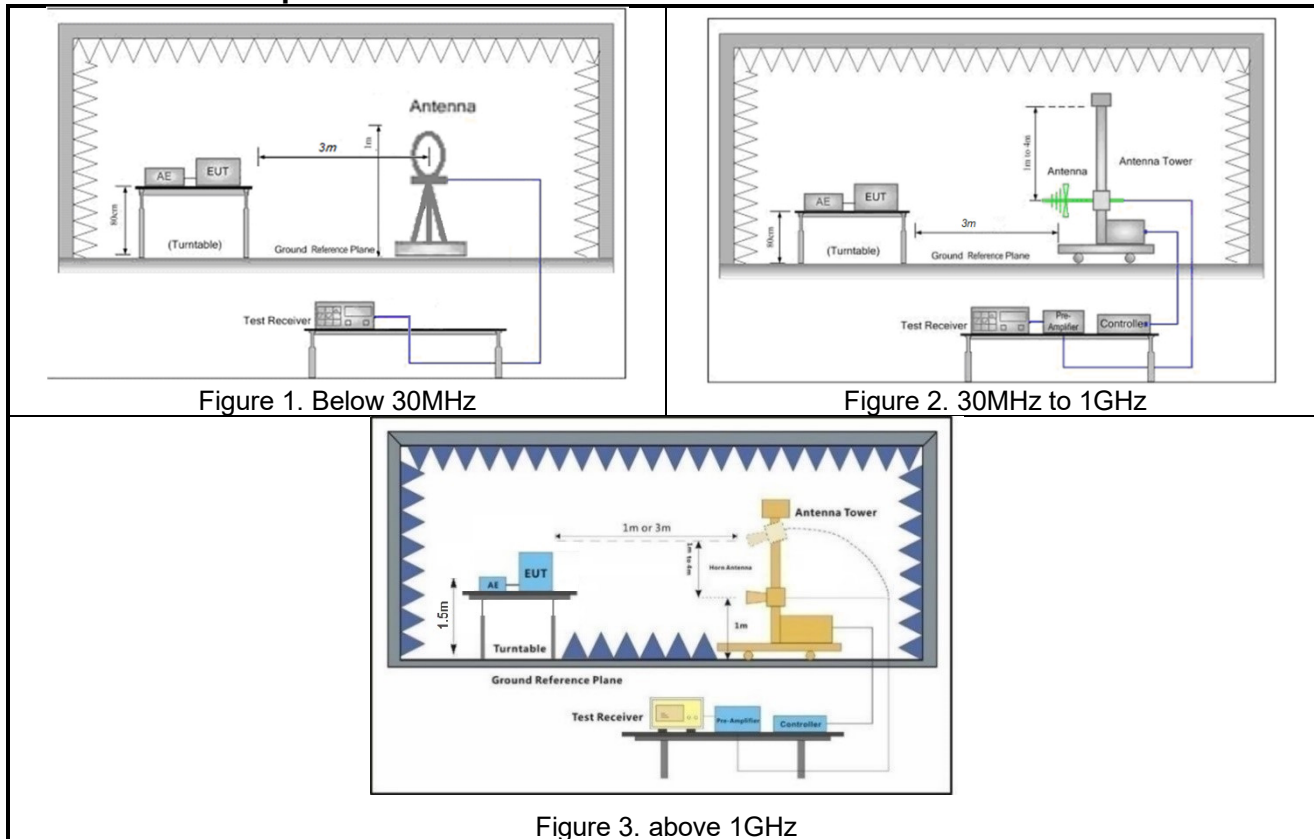 Antenna
3m
1m
AE
EUT
80cm
(Turntable)
Ground Reference Plane
Test Receiver
Figure 1. Below 30MHz
1m to 4m
Antenna
Antenna Tower
AE
EUT
3m
80cm
(Turntable)
Ground Reference Plane
Test Receiver
Pre-
Amplifier
Controller
Figure 2. 30MHz to 1GHz
1m or 3m
Antenna Tower
1m to 4m
Horn Antenna
EUT
AE
1.5m
1m
Turntable
Ground Reference Plane
Test Receiver
Pre-Amplifier
Controller
Figure 3. above 1GHz